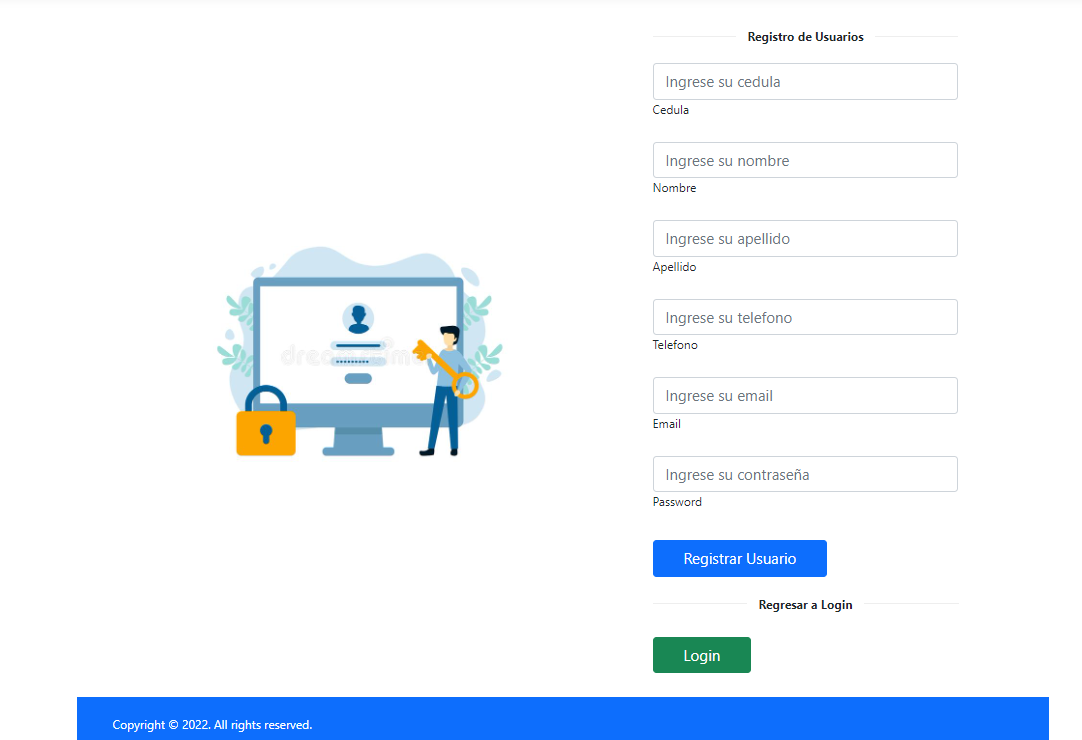 Registro de Usuarios
Ingrese su cedula
Cedula
Ingrese su nombre
Nombre
Ingrese su apellido
Apellido
Ingrese su telefono
Telefono
Ingrese su email
Email
Ingrese su contraseña
Password
Registrar Usuario
Regresar a Login
Login
Copyright © 2022. All rights reserved.